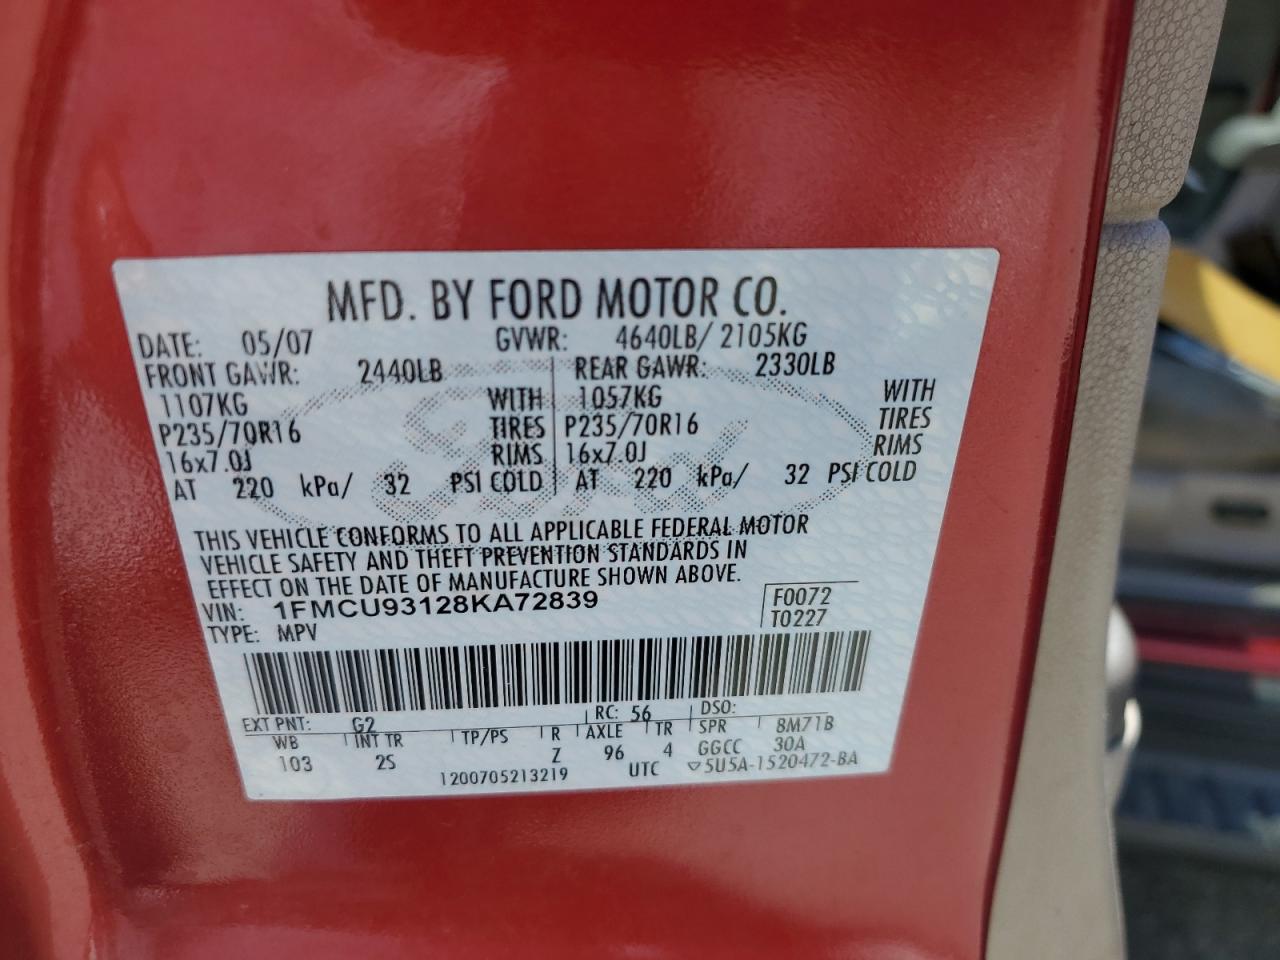 MFD. BY FORD MOTOR CO.
DATE: 05/07 GVWR: 4640LB/ 2105KG
FRONT GAWR: 2440LB REAR GAWR: 2330LB
1107KG WITH 1057KG WITH
P235/70R16 TIRES P235/70R16 TIRES
16x7.0J RIMS 16x7.0J RIMS
AT 220 kPa/ 32 PSI COLD AT 220 kPa/ 32 PSI COLD
THIS VEHICLE CONFORMS TO ALL APPLICABLE FEDERAL MOTOR
VEHICLE SAFETY AND THEFT PREVENTION STANDARDS IN
EFFECT ON THE DATE OF MANUFACTURE SHOWN ABOVE.
VIN: 1FMCU93128KA72839 F0072
TYPE: MPV T0227
EXT PNT: G2 RC: 56 DSO:
WB INT TR TP/PS R AXLE TR SPR BM71B
103 2S Z 96 4 GGCC 30A
1200705213219 UTC ▽5U5A-1520472-BA